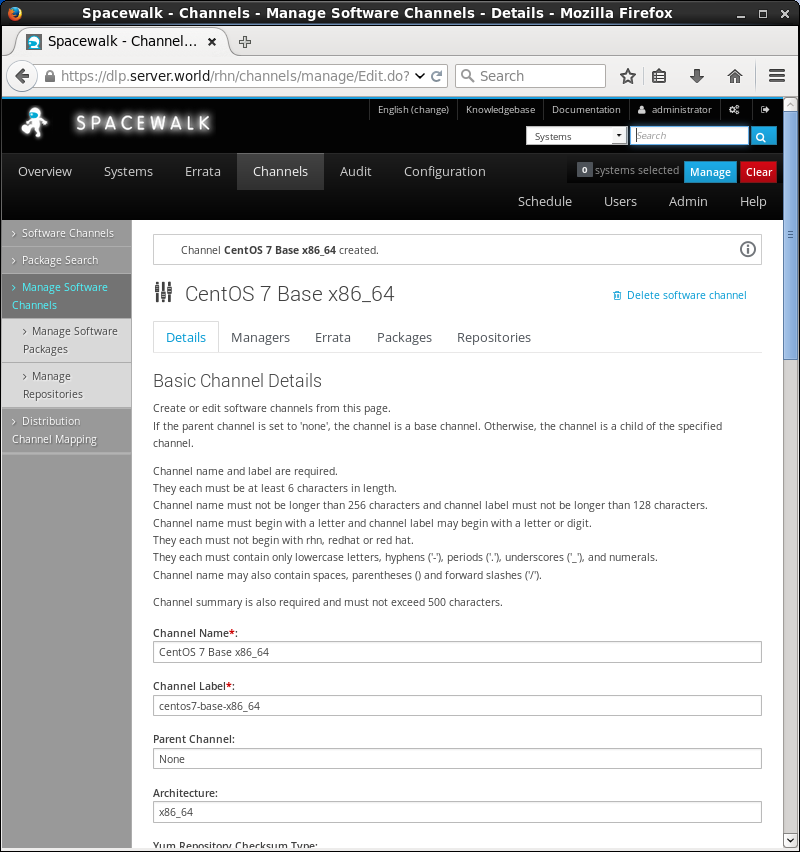 Spacewalk - Channels - Manage Software Channels - Details - Mozilla Firefox
Spacewalk - Channel...
https://dlp.server.world/rhn/channels/manage/Edit.do?
Search
English (change)
Knowledgebase
Documentation
administrator
SPACEWALK
Systems
Search
Overview
Systems
Errata
Channels
Audit
Configuration
0 systems selected
Manage
Clear
Schedule
Users
Admin
Help
Software Channels
Package Search
Manage Software
Channels
Manage Software
Packages
Manage
Repositories
Distribution
Channel Mapping
Channel CentOS 7 Base x86_64 created.
CentOS 7 Base x86_64
Delete software channel
Details
Managers
Errata
Packages
Repositories
Basic Channel Details
Create or edit software channels from this page.
If the parent channel is set to 'none', the channel is a base channel. Otherwise, the channel is a child of the specified
channel.
Channel name and label are required.
They each must be at least 6 characters in length.
Channel name must not be longer than 256 characters and channel label must not be longer than 128 characters.
Channel name must begin with a letter and channel label may begin with a letter or digit.
They each must not begin with rhn, redhat or red hat.
They each must contain only lowercase letters, hyphens ('-'), periods ('.'), underscores ('_'), and numerals.
Channel name may also contain spaces, parentheses () and forward slashes ('/').
Channel summary is also required and must not exceed 500 characters.
Channel Name*:
CentOS 7 Base x86_64
Channel Label*:
centos7-base-x86_64
Parent Channel:
None
Architecture:
x86_64
Yum Repository Checksum Type: